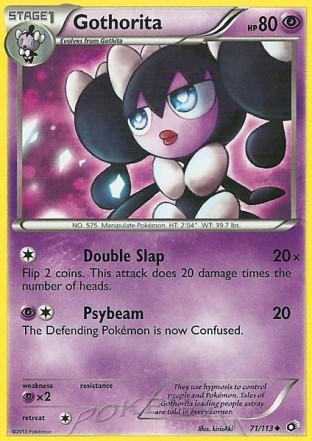 STAGE1
Gothorita
HP80
Evolves from Gothita
NO. 575 Manipulate Pokémon HT: 2'04" WT: 39.7 lbs.
Double Slap 20×
Flip 2 coins. This attack does 20 damage times the
number of heads.
Psybeam 20
The Defending Pokémon is now Confused.
weakness resistance
×2
They use hypnosis to control
people and Pokémon. Tales of
Gothorita leading people astray
are told in every corner.
retreat
POKE
Illus. kirisAki 71/113
©2013 Pokémon